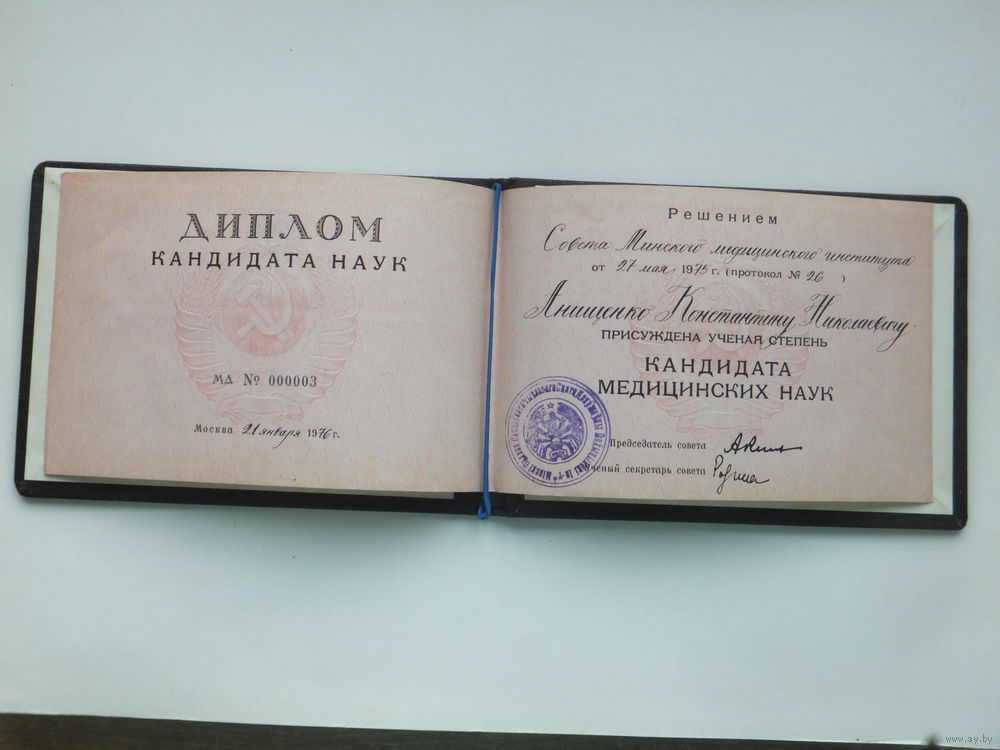 ДИПЛОМ
КАНДИДАТА НАУК
МД № 000003
Москва 21 января 1976 г.
Решением
Совета Минского медицинского института
от 27 мая 1975 г. (протокол № 26 )
Анищенко Константину Николаевичу
ПРИСУЖДЕНА УЧЕНАЯ СТЕПЕНЬ
КАНДИДАТА
МЕДИЦИНСКИХ НАУК
Председатель совета
Ученый секретарь совета
www.ay.by